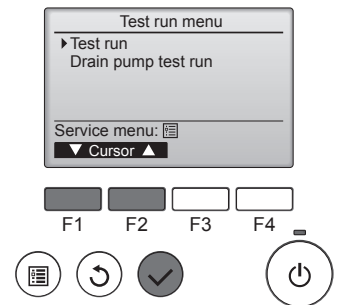 Test run menu
Test run
Drain pump test run
Service menu:
Cursor
F1 F2 F3 F4